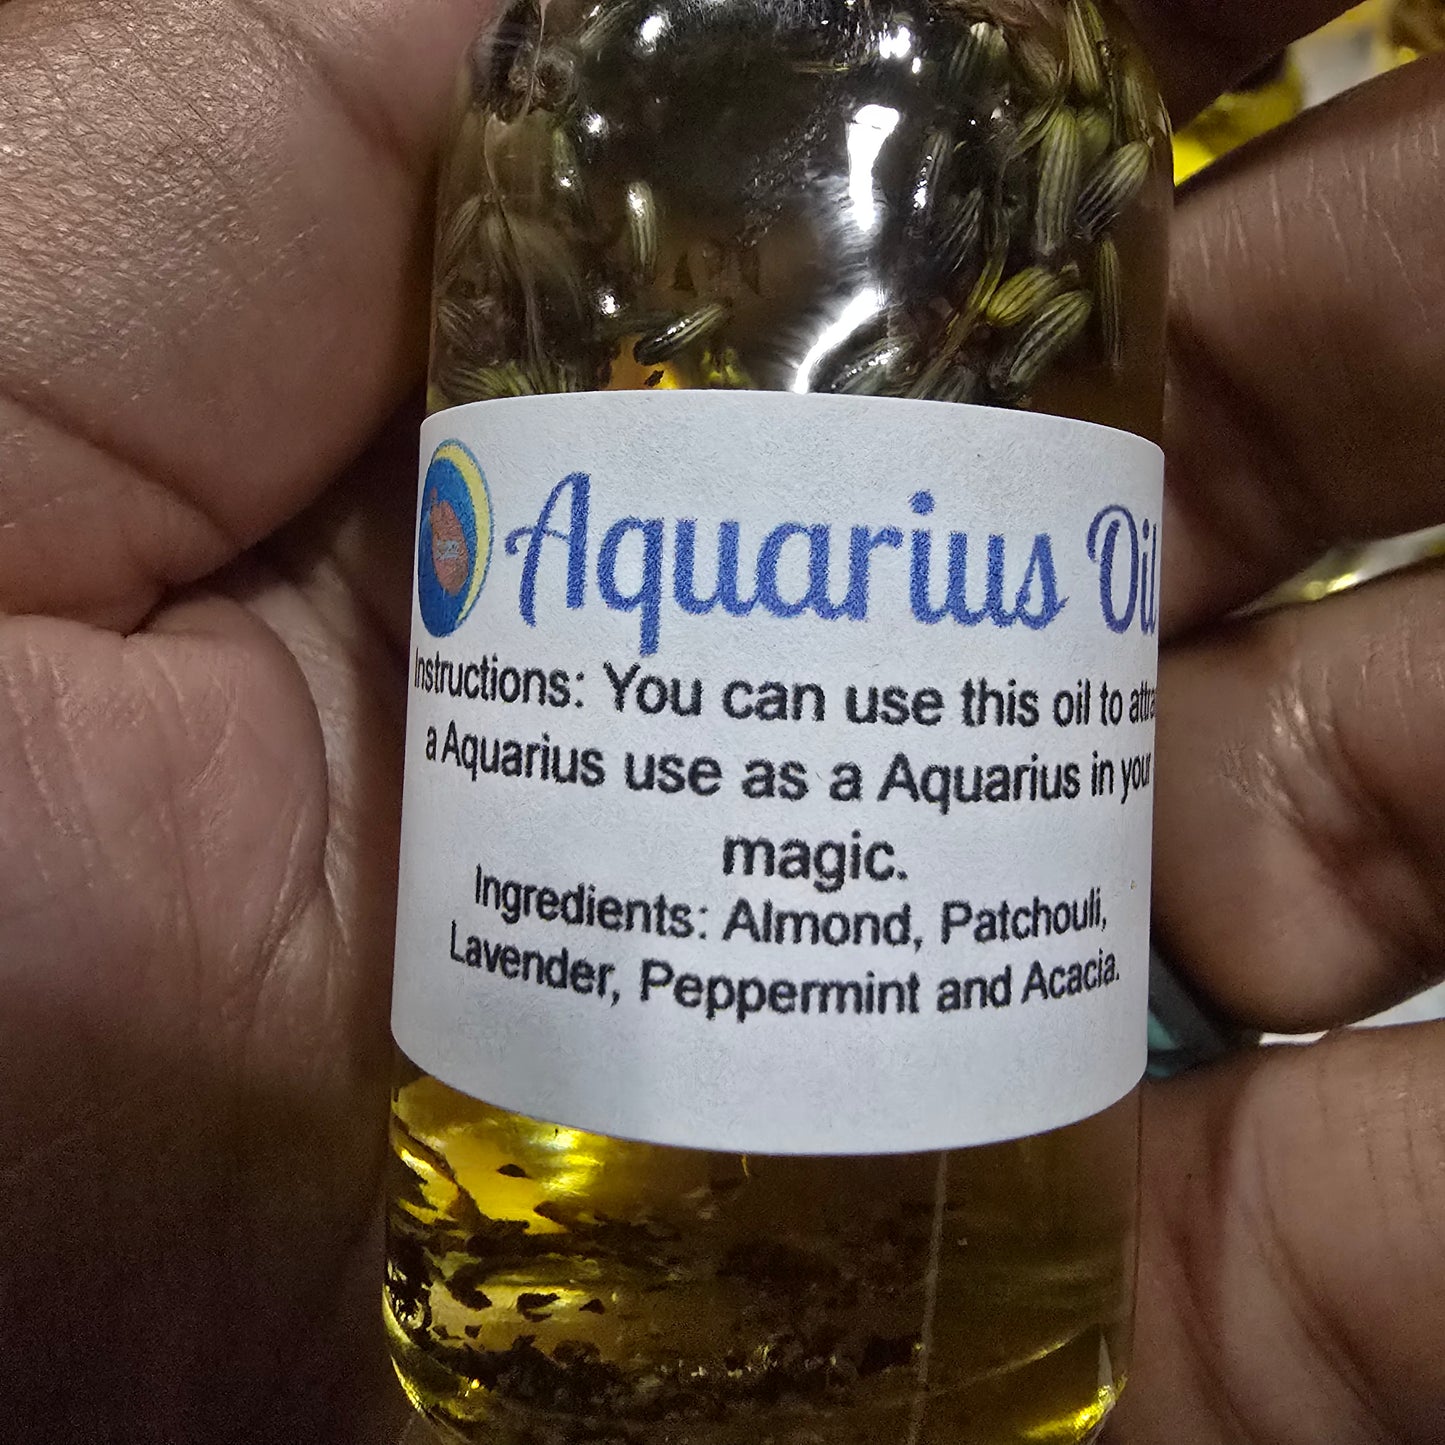 Aquarius Oil
Instructions: You can use this oil to
a Aquarius use as a Aquarius in your
magic.
Ingredients: Almond, Patchouli,
Lavender, Peppermint and Acacia.